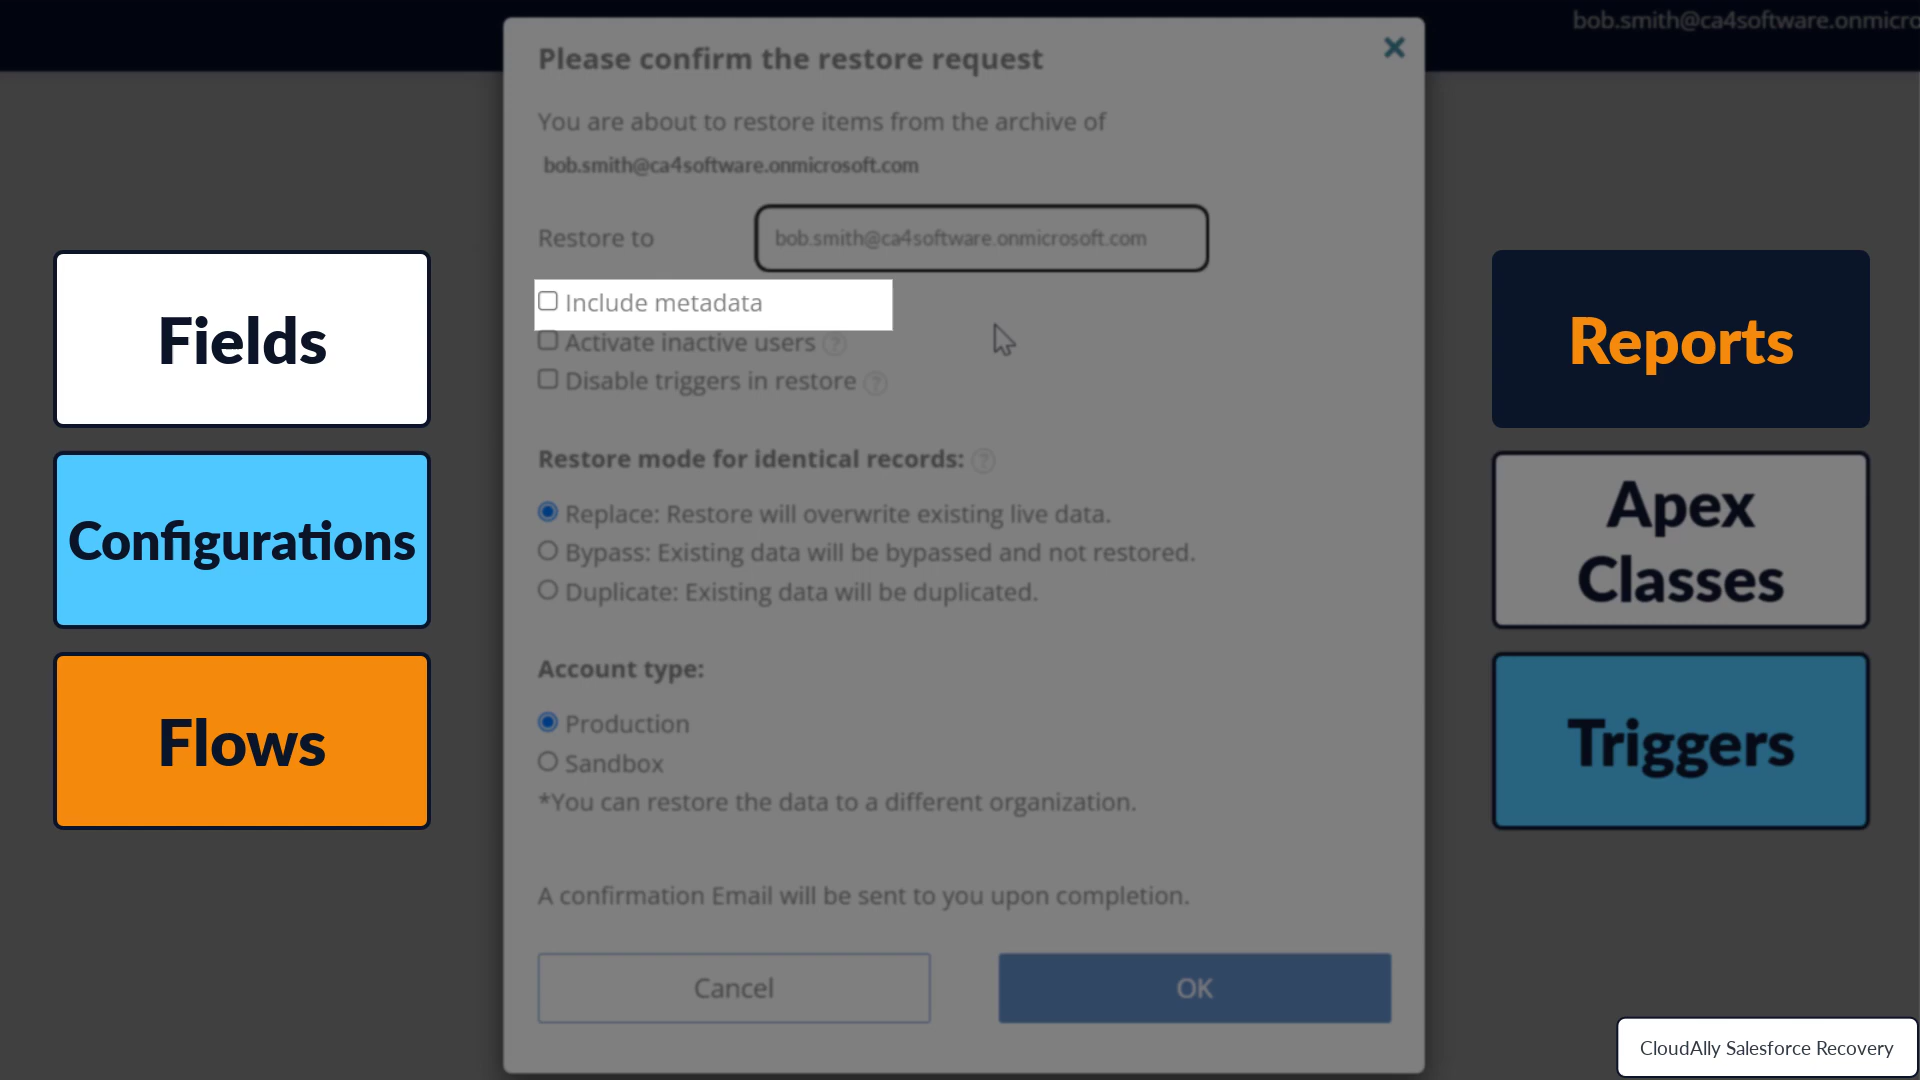 bob.smith@ca4software.onmicro
Please confirm the restore request
You are about to restore items from the archive of
bob.smith@ca4software.onmicrosoft.com
Restore to
bob.smith@ca4software.onmicrosoft.com
Include metadata
Activate inactive users ?
Disable triggers in restore ?
Restore mode for identical records: ?
Replace: Restore will overwrite existing live data.
Bypass: Existing data will be bypassed and not restored.
Duplicate: Existing data will be duplicated.
Account type:
Production
Sandbox
*You can restore the data to a different organization.
A confirmation Email will be sent to you upon completion.
Cancel
OK
Fields
Configurations
Flows
Reports
Apex
Classes
Triggers
CloudAlly Salesforce Recovery